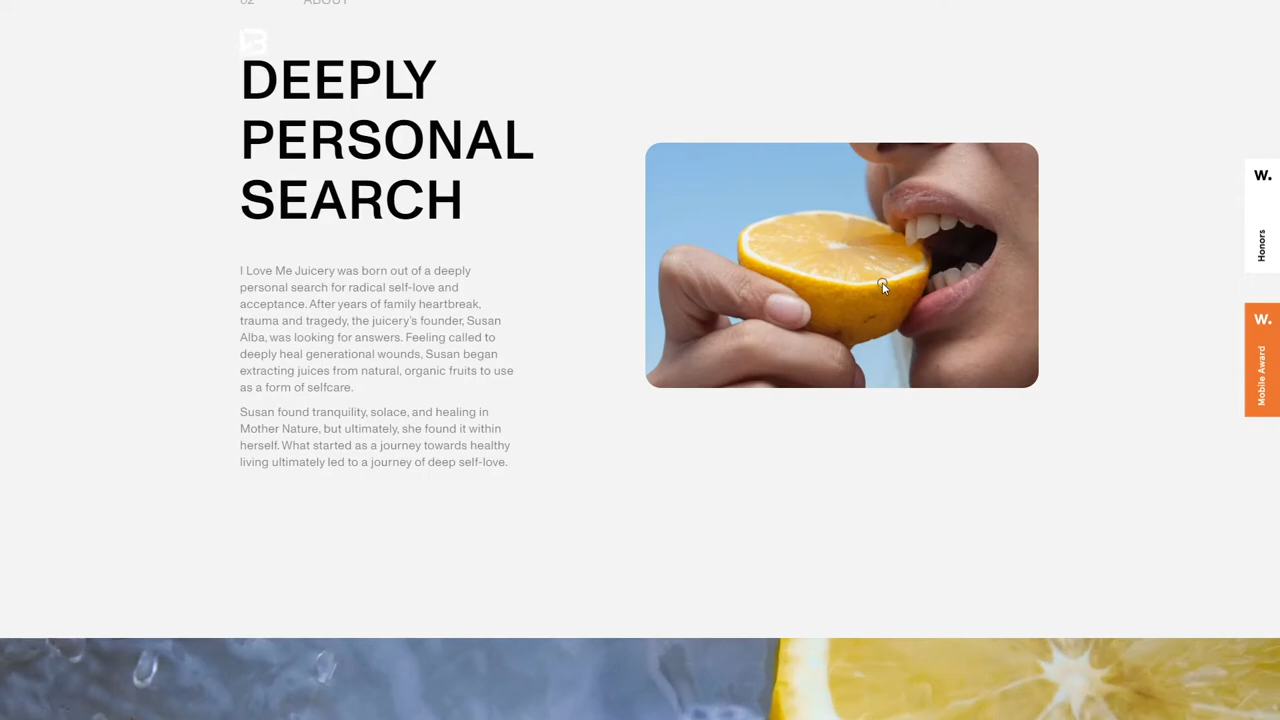 02 ABOUT
DEEPLY
PERSONAL
SEARCH
I Love Me Juicery was born out of a deeply
personal search for radical self-love and
acceptance. After years of family heartbreak,
trauma and tragedy, the juicery's founder, Susan
Alba, was looking for answers. Feeling called to
deeply heal generational wounds, Susan began
extracting juices from natural, organic fruits to use
as a form of selfcare.
Susan found tranquility, solace, and healing in
Mother Nature, but ultimately, she found it within
herself. What started as a journey towards healthy
living ultimately led to a journey of deep self-love.
W.
Honors
W.
Mobile Award